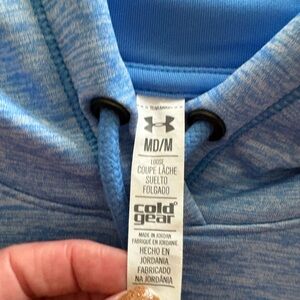 MD/M
LOOSE
COUPE LÂCHE
SUELTO
FOLGADO
cold
gear
MADE IN JORDAN
FABRIQUÉ EN JORDANIE
HECHO EN
JORDANIA
FABRICADO
NA JORDÂNIA